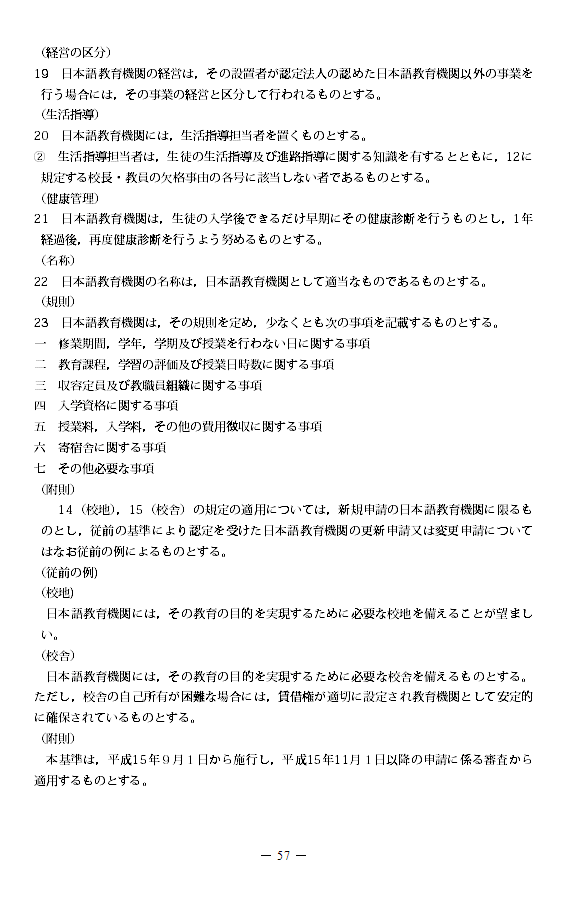 （経営の区分）
19　日本語教育機関の経営は，その設置者が認定法人の認めた日本語教育機関以外の事業を
行う場合には，その事業の経営と区分して行われるものとする。
（生活指導）
20　日本語教育機関には，生活指導担当者を置くものとする。
②　生活指導担当者は，生徒の生活指導及び進路指導に関する知識を有するとともに，12に
規定する校長・教員の欠格事由の各号に該当しない者であるものとする。
（健康管理）
21　日本語教育機関は，生徒の入学後できるだけ早期にその健康診断を行うものとし，1年
経過後，再度健康診断を行うよう努めるものとする。
（名称）
22　日本語教育機関の名称は，日本語教育機関として適当なものであるものとする。
（規則）
23　日本語教育機関は，その規則を定め，少なくとも次の事項を記載するものとする。
一　修業期間，学年，学期及び授業を行わない日に関する事項
二　教育課程，学習の評価及び授業日時数に関する事項
三　収容定員及び教職員組織に関する事項
四　入学資格に関する事項
五　授業料，入学料，その他の費用徴収に関する事項
六　寄宿舎に関する事項
七　その他必要な事項
（附則）
14（校地），15（校舎）の規定の適用については，新規申請の日本語教育機関に限るも
のとし，従前の基準により認定を受けた日本語教育機関の更新申請又は変更申請について
はなお従前の例によるものとする。
（従前の例）
（校地）
日本語教育機関には，その教育の目的を実現するために必要な校地を備えることが望まし
い。
（校舎）
日本語教育機関には，その教育の目的を実現するために必要な校舎を備えるものとする。
ただし，校舎の自己所有が困難な場合には，賃借権が適切に設定され教育機関として安定的
に確保されているものとする。
（附則）
本基準は，平成15年９月１日から施行し，平成15年11月１日以降の申請に係る審査から
適用するものとする。
― 57 ―